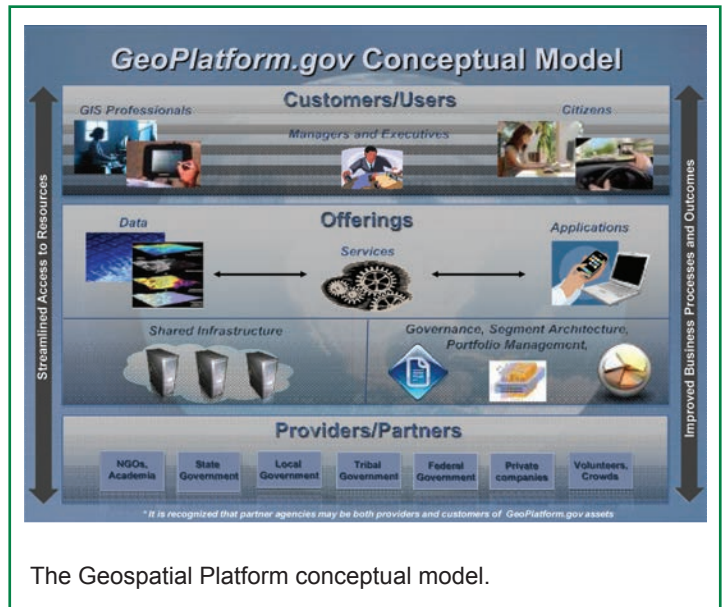 GeoPlatform.gov Conceptual Model
Customers/Users
GIS Professionals
Managers and Executives
Citizens
Streamlined Access to Resources
Improved Business Processes and Outcomes
Offerings
Data
Services
Applications
Shared Infrastructure
Governance, Segment Architecture,
Portfolio Management,
Providers/Partners
NGOs,
Academia
State
Government
Local
Government
Tribal
Government
Federal
Government
Private
companies
Volunteers,
Crowds
* It is recognized that partner agencies may be both providers and customers of GeoPlatform.gov assets
The Geospatial Platform conceptual model.